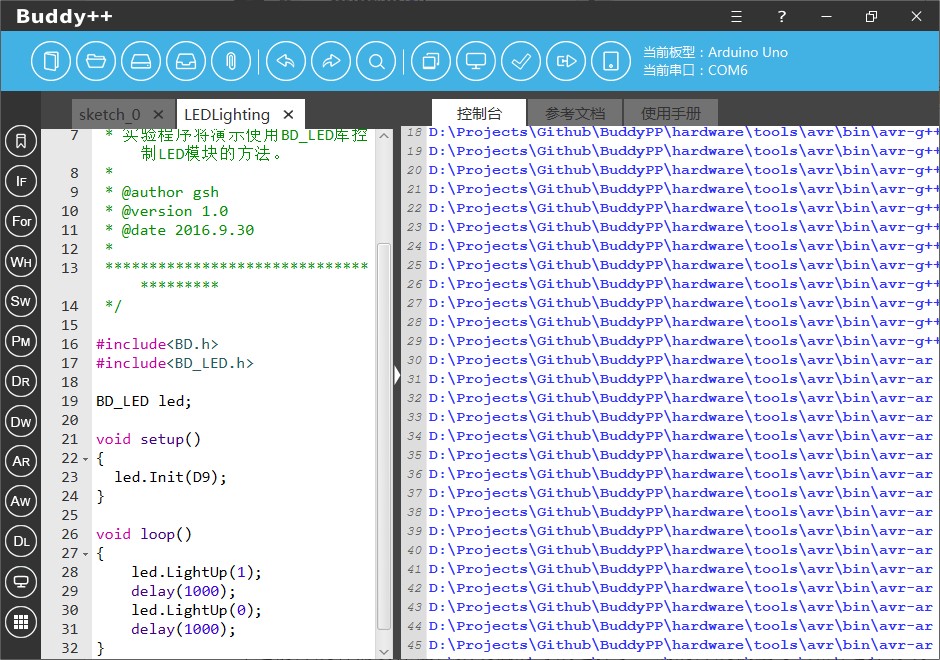 Buddy++
?
当前板型：Arduino Uno
当前串口：COM6
sketch_0 ✕
LEDLighting ✕
控制台
参考文档
使用手册
IF
For
WH
SW
PM
DR
DW
AR
AW
DL
7 * 实验程序将演示使用BD_LED库控
制LED模块的方法。
8 *
9 * @author gsh
10 * @version 1.0
11 * @date 2016.9.30
12 *
13 ******************************
*********
14 */
15
16 #include<BD.h>
17 #include<BD_LED.h>
18
19 BD_LED led;
20
21 void setup()
22 {
23 led.Init(D9);
24 }
25
26 void loop()
27 {
28 led.LightUp(1);
29 delay(1000);
30 led.LightUp(0);
31 delay(1000);
32 }
18 D:\Projects\Github\BuddyPP\hardware\tools\avr\bin\avr-g++
19 D:\Projects\Github\BuddyPP\hardware\tools\avr\bin\avr-g++
20 D:\Projects\Github\BuddyPP\hardware\tools\avr\bin\avr-g++
21 D:\Projects\Github\BuddyPP\hardware\tools\avr\bin\avr-g++
22 D:\Projects\Github\BuddyPP\hardware\tools\avr\bin\avr-g++
23 D:\Projects\Github\BuddyPP\hardware\tools\avr\bin\avr-g++
24 D:\Projects\Github\BuddyPP\hardware\tools\avr\bin\avr-g++
25 D:\Projects\Github\BuddyPP\hardware\tools\avr\bin\avr-g++
26 D:\Projects\Github\BuddyPP\hardware\tools\avr\bin\avr-g++
27 D:\Projects\Github\BuddyPP\hardware\tools\avr\bin\avr-g++
28 D:\Projects\Github\BuddyPP\hardware\tools\avr\bin\avr-g++
29 D:\Projects\Github\BuddyPP\hardware\tools\avr\bin\avr-g++
30 D:\Projects\Github\BuddyPP\hardware\tools\avr\bin\avr-ar
31 D:\Projects\Github\BuddyPP\hardware\tools\avr\bin\avr-ar
32 D:\Projects\Github\BuddyPP\hardware\tools\avr\bin\avr-ar
33 D:\Projects\Github\BuddyPP\hardware\tools\avr\bin\avr-ar
34 D:\Projects\Github\BuddyPP\hardware\tools\avr\bin\avr-ar
35 D:\Projects\Github\BuddyPP\hardware\tools\avr\bin\avr-ar
36 D:\Projects\Github\BuddyPP\hardware\tools\avr\bin\avr-ar
37 D:\Projects\Github\BuddyPP\hardware\tools\avr\bin\avr-ar
38 D:\Projects\Github\BuddyPP\hardware\tools\avr\bin\avr-ar
39 D:\Projects\Github\BuddyPP\hardware\tools\avr\bin\avr-ar
40 D:\Projects\Github\BuddyPP\hardware\tools\avr\bin\avr-ar
41 D:\Projects\Github\BuddyPP\hardware\tools\avr\bin\avr-ar
42 D:\Projects\Github\BuddyPP\hardware\tools\avr\bin\avr-ar
43 D:\Projects\Github\BuddyPP\hardware\tools\avr\bin\avr-ar
44 D:\Projects\Github\BuddyPP\hardware\tools\avr\bin\avr-ar
45 D:\Projects\Github\BuddyPP\hardware\tools\avr\bin\avr-ar